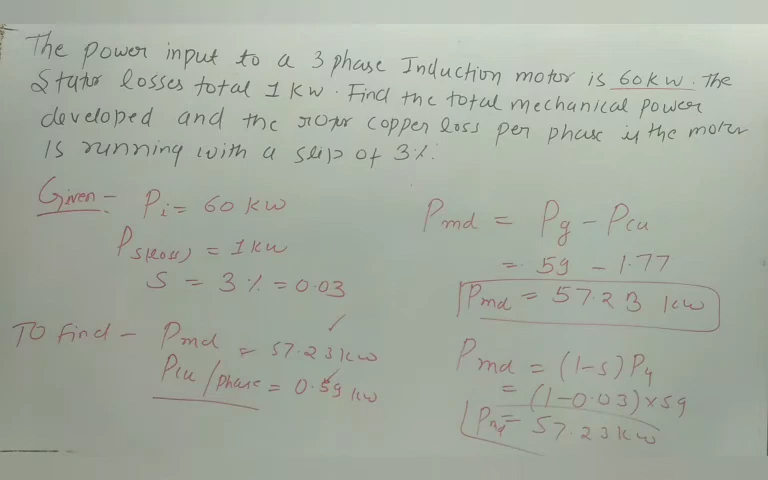 The power input to a 3 phase Induction motor is 60 kw. The
Stator losses total 1 kw. Find the total mechanical power
developed and the rotor copper loss per phase if the motor
is running with a slip of 3%.
Given - Pi = 60 kw
Ps(loss) = 1 kw
S = 3% = 0.03
To Find - Pmd = 57.23 kw
Pcu/phase = 0.59 kw
Pmd = Pg - Pcu
= 59 - 1.77
Pmd = 57.23 kw
Pmd = (1-s) Pg
= (1-0.03) x 59
Pmd = 57.23 kw